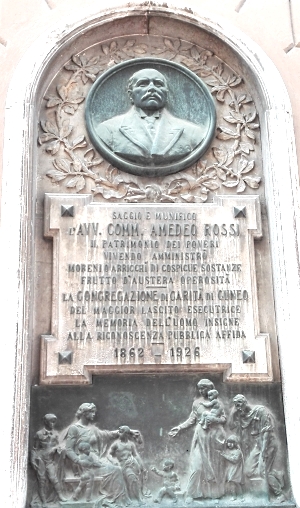 SAGGIO E MUNIFICO
L'AVV. COMM. AMEDEO ROSSI
IL PATRIMONIO DEI POVERI
VIVENDO AMMINISTRÒ
MORENDO ARRICCHÌ DI COSPICUE SOSTANZE
FRUTTO D'AUSTERA OPEROSITÀ
LA CONGREGAZIONE DI CARITÀ DI CUNEO
DEL MAGGIOR LASCITO ESECUTRICE
LA MEMORIA DELL'UOMO INSIGNE
ALLA RICONOSCENZA PUBBLICA AFFIDA
1862 - 1926